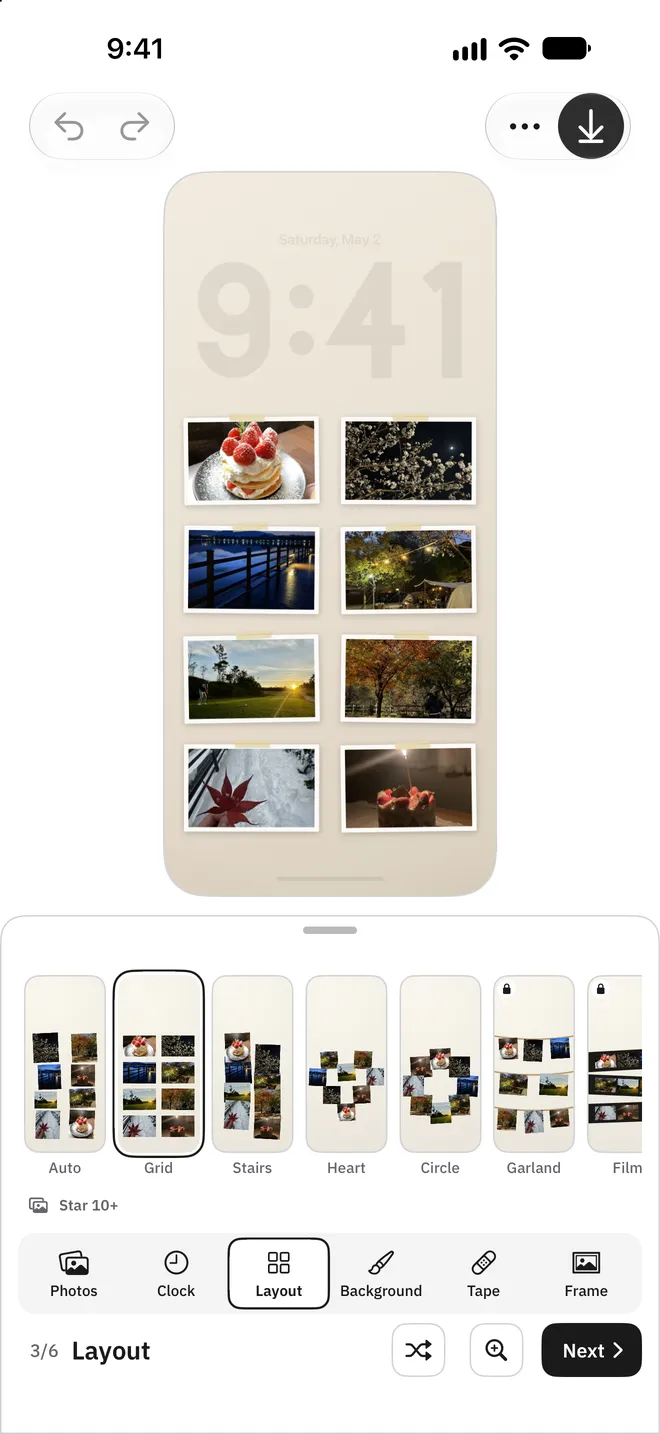 9:41
Saturday, May 2
9:41
Auto
Grid
Stairs
Heart
Circle
Garland
Film
Star 10+
Photos
Clock
Layout
Background
Tape
Frame
3/6 Layout
Next